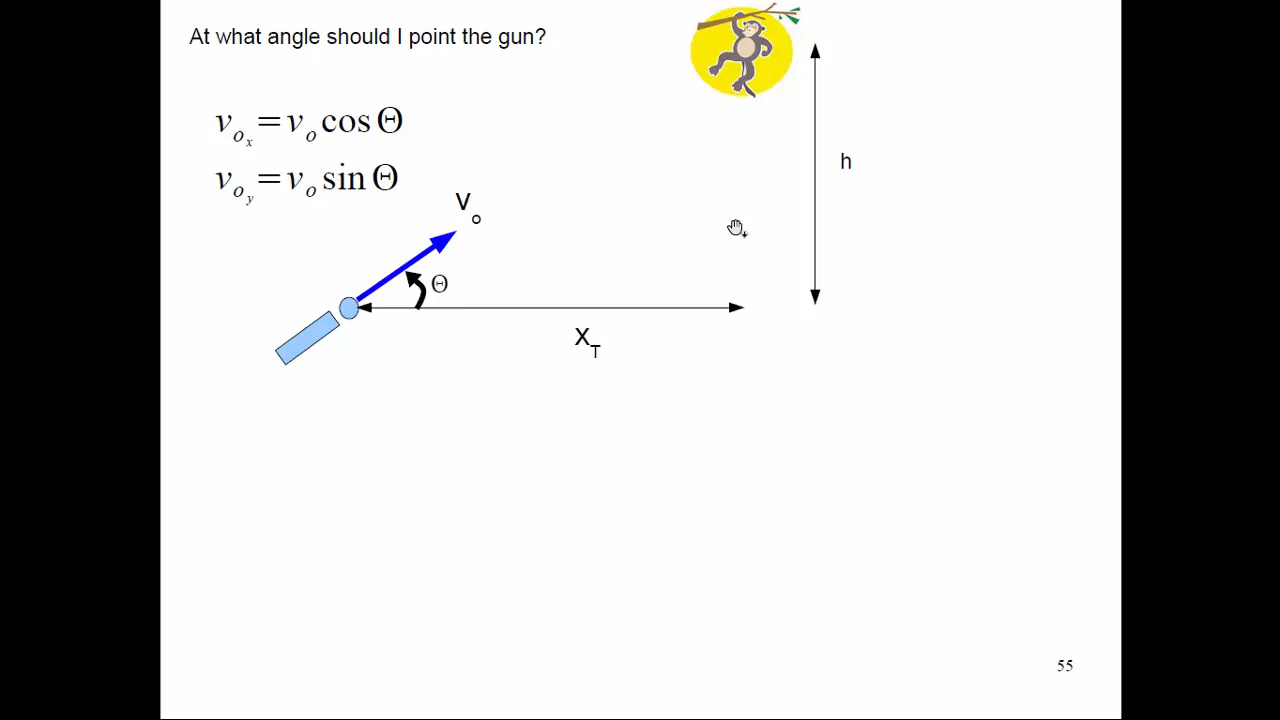 At what angle should I point the gun?
v_{o_x} = v_o cos Θ
v_{o_y} = v_o sin Θ
V_o
h
Θ
X_T
55